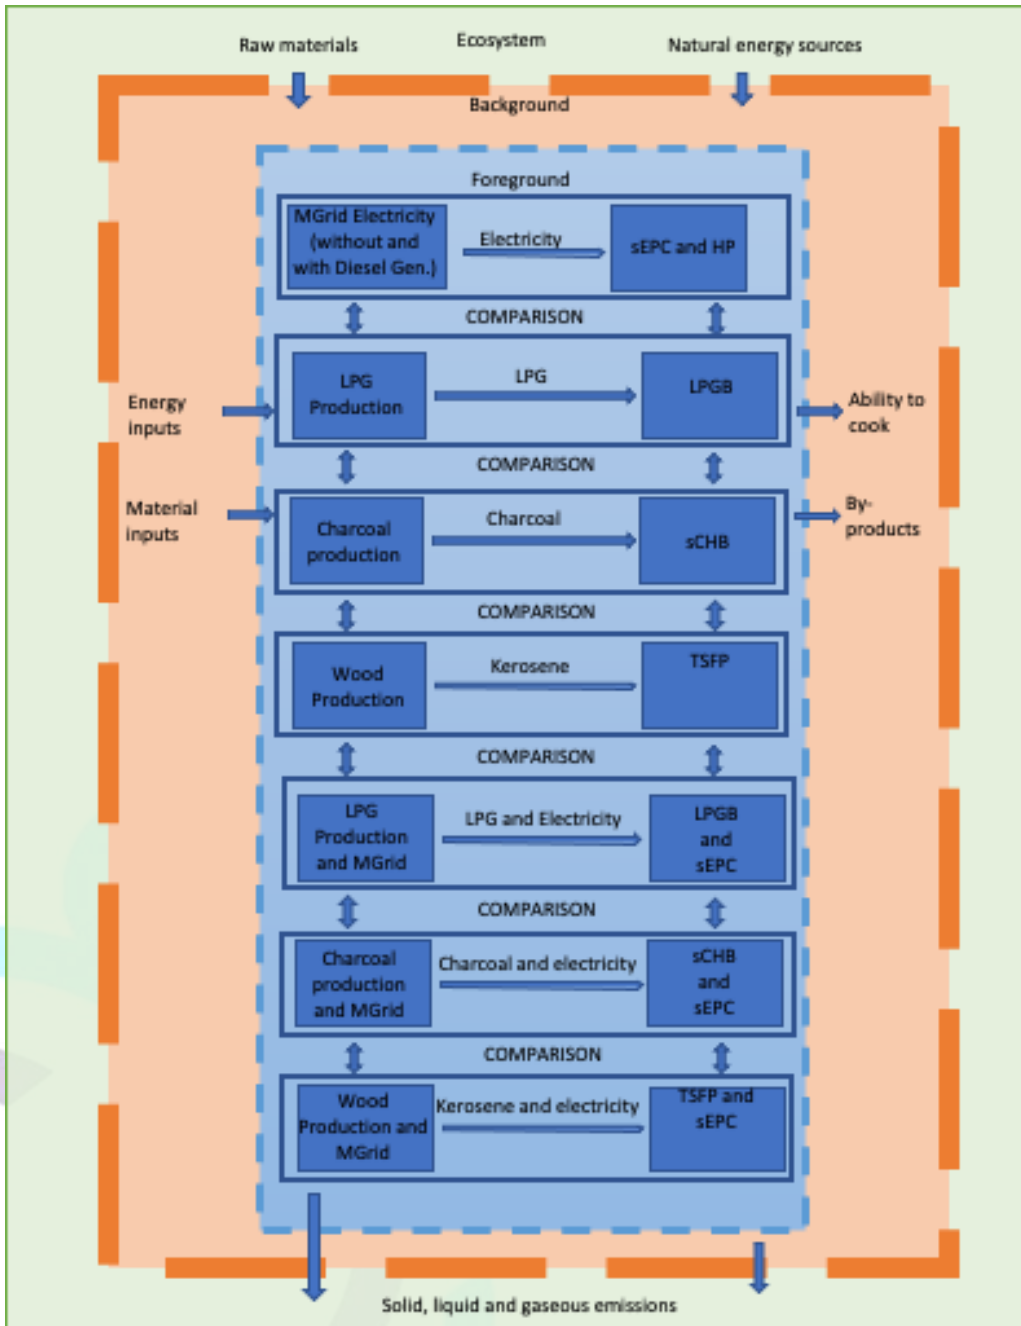 Ecosystem
Raw materials
Natural energy sources
Background
Foreground
MGrid Electricity
(without and
with Diesel Gen.)
Electricity
sEPC and HP
COMPARISON
LPG
Production
LPG
LPGB
Energy
inputs
Ability to
cook
COMPARISON
Material
inputs
Charcoal
production
Charcoal
sCHB
By-
products
COMPARISON
Wood
Production
Kerosene
TSFP
COMPARISON
LPG
Production
and MGrid
LPG and Electricity
LPGB
and
sEPC
COMPARISON
Charcoal
production
and MGrid
Charcoal and electricity
sCHB
and
sEPC
COMPARISON
Wood
Production and
MGrid
Kerosene and electricity
TSFP and
sEPC
Solid, liquid and gaseous emissions